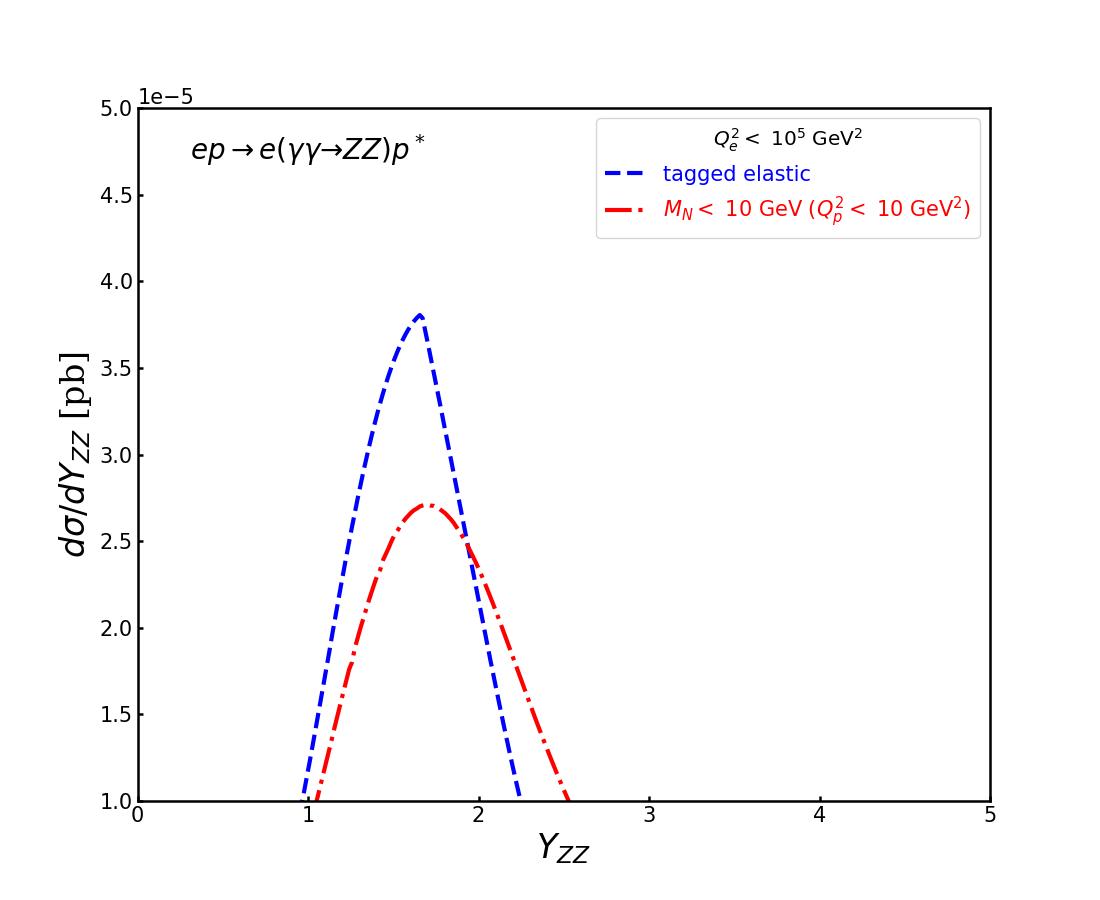 1e−5
ep → e(γγ→ZZ)p*
Q_e^2 < 10^5 GeV^2
tagged elastic
M_N < 10 GeV (Q_p^2 < 10 GeV^2)
5.0
4.5
4.0
3.5
3.0
2.5
2.0
1.5
1.0
dσ/dY_ZZ [pb]
0 1 2 3 4 5
Y_ZZ